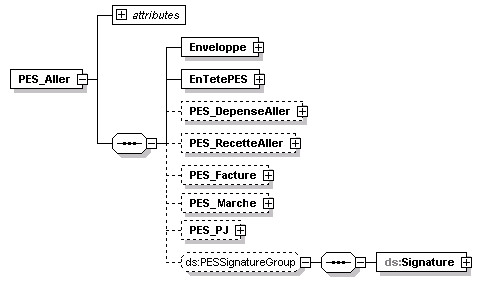 attributes
Enveloppe
EnTetePES
PES_Aller
PES_DepenseAller
PES_RecetteAller
PES_Facture
PES_Marche
PES_PJ
ds:PESSignatureGroup
ds:Signature